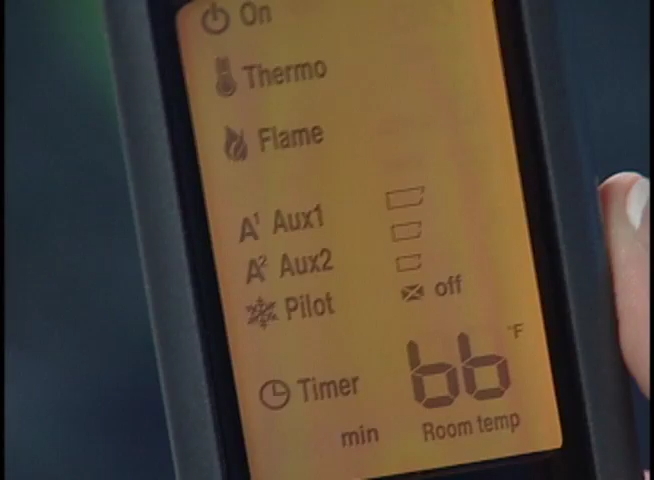 On
Thermo
Flame
A¹ Aux1
A² Aux2
Pilot off
Timer 66 °F
min Room temp